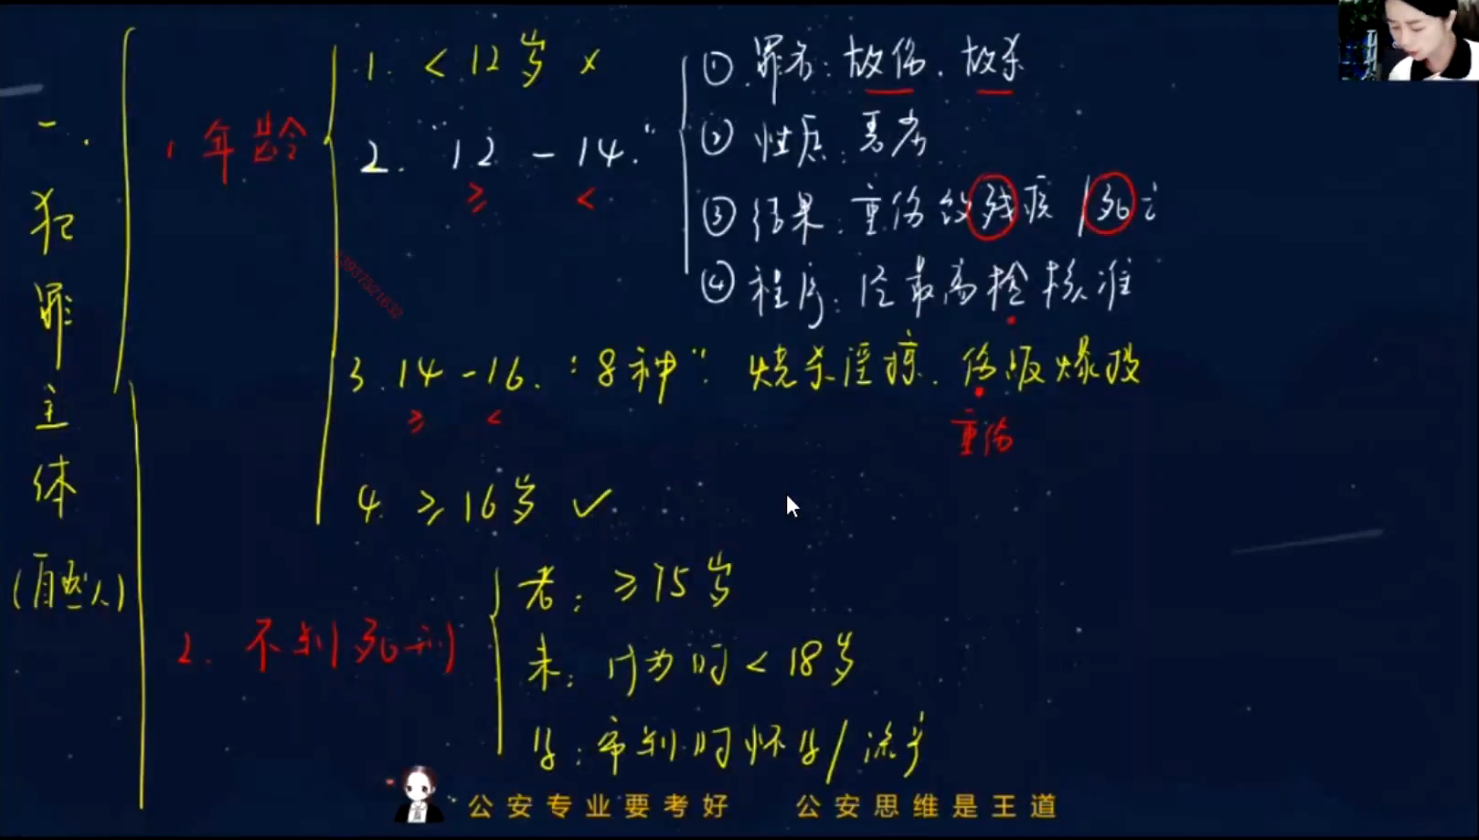 一.犯罪主体(自然人)
1 年龄
1. < 12岁 ×
2. "12 - 14."
≥ <
① 罪名: 故伤. 故杀
② 性质: 恶劣
③ 结果: 重伤的残疾 / 死亡
④ 程序: 经最高检核准
3. 14 - 16. "8种": 烧杀淫掠. 伤贩爆投
≥ <
重伤
4. ≥ 16岁 ✓
2. 不判死刑
老: ≥75岁
未: 行为时 < 18岁
孕: 审判时怀孕/流产
公安专业要考好 公安思维是王道